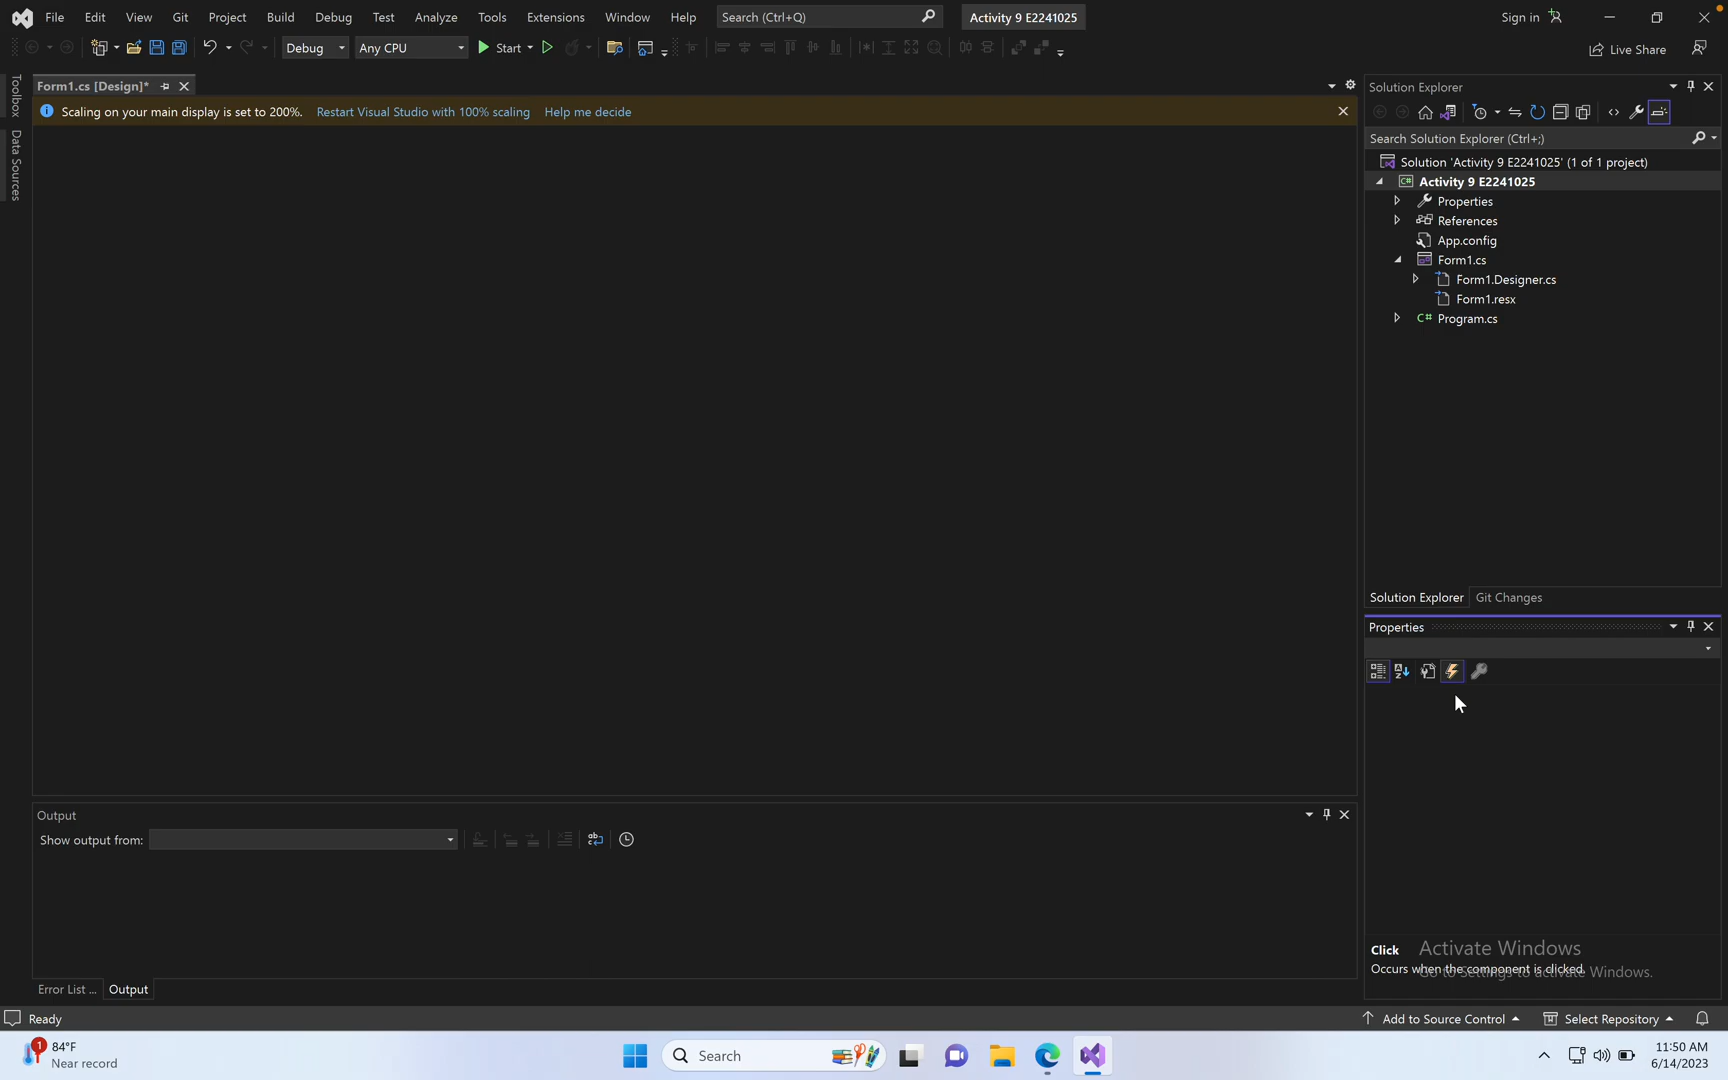 File Edit View Git Project Build Debug Test Analyze Tools Extensions Window Help Search (Ctrl+Q) Activity 9 E2241025 Sign in
Debug Any CPU Start Live Share
Toolbox
Data Sources
Form1.cs [Design]*
Scaling on your main display is set to 200%. Restart Visual Studio with 100% scaling Help me decide
Solution Explorer
Search Solution Explorer (Ctrl+;)
Solution 'Activity 9 E2241025' (1 of 1 project)
C# Activity 9 E2241025
Properties
References
App.config
Form1.cs
Form1.Designer.cs
Form1.resx
C# Program.cs
Solution Explorer Git Changes
Properties
Click
Occurs when the component is clicked.
Activate Windows
Go to Settings to activate Windows.
Output
Show output from:
Error List ... Output
Ready
Add to Source Control Select Repository
1 84°F
Near record
Search
11:50 AM
6/14/2023